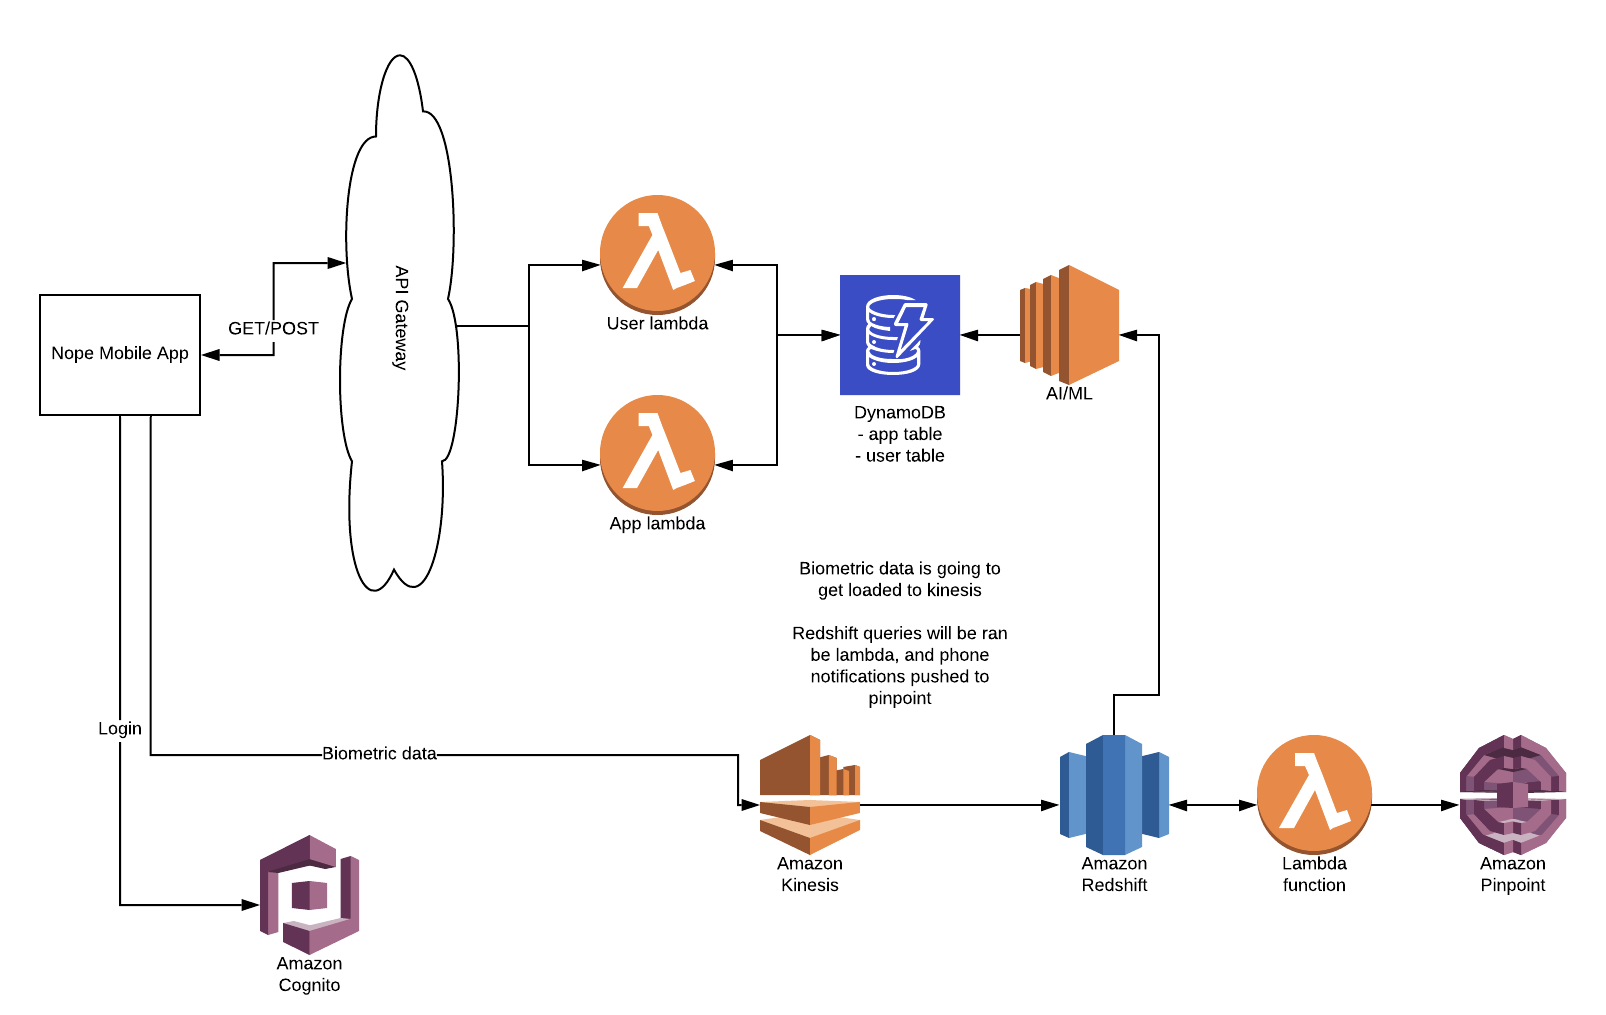 API Gateway
GET/POST
Nope Mobile App
User lambda
App lambda
DynamoDB
- app table
- user table
AI/ML
Biometric data is going to
get loaded to kinesis
Redshift queries will be ran
be lambda, and phone
notifications pushed to
pinpoint
Login
Biometric data
Amazon
Kinesis
Amazon
Redshift
Lambda
function
Amazon
Pinpoint
Amazon
Cognito